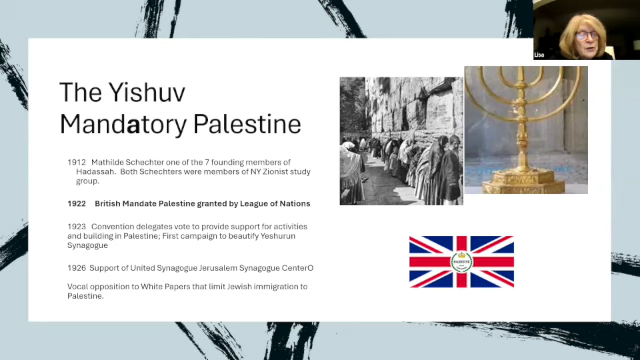 Lise
The Yishuv
Mandatory Palestine
1912 Mathilde Schechter one of the 7 founding members of
Hadassah. Both Schechters were members of NY Zionist study
group.
1922 British Mandate Palestine granted by League of Nations
1923 Convention delegates vote to provide support for activities
and building in Palestine; First campaign to beautify Yeshurun
Synagogue
1926 Support of United Synagogue Jerusalem Synagogue CenterO
Vocal opposition to White Papers that limit Jewish immigration to
Palestine.
PALESTINE